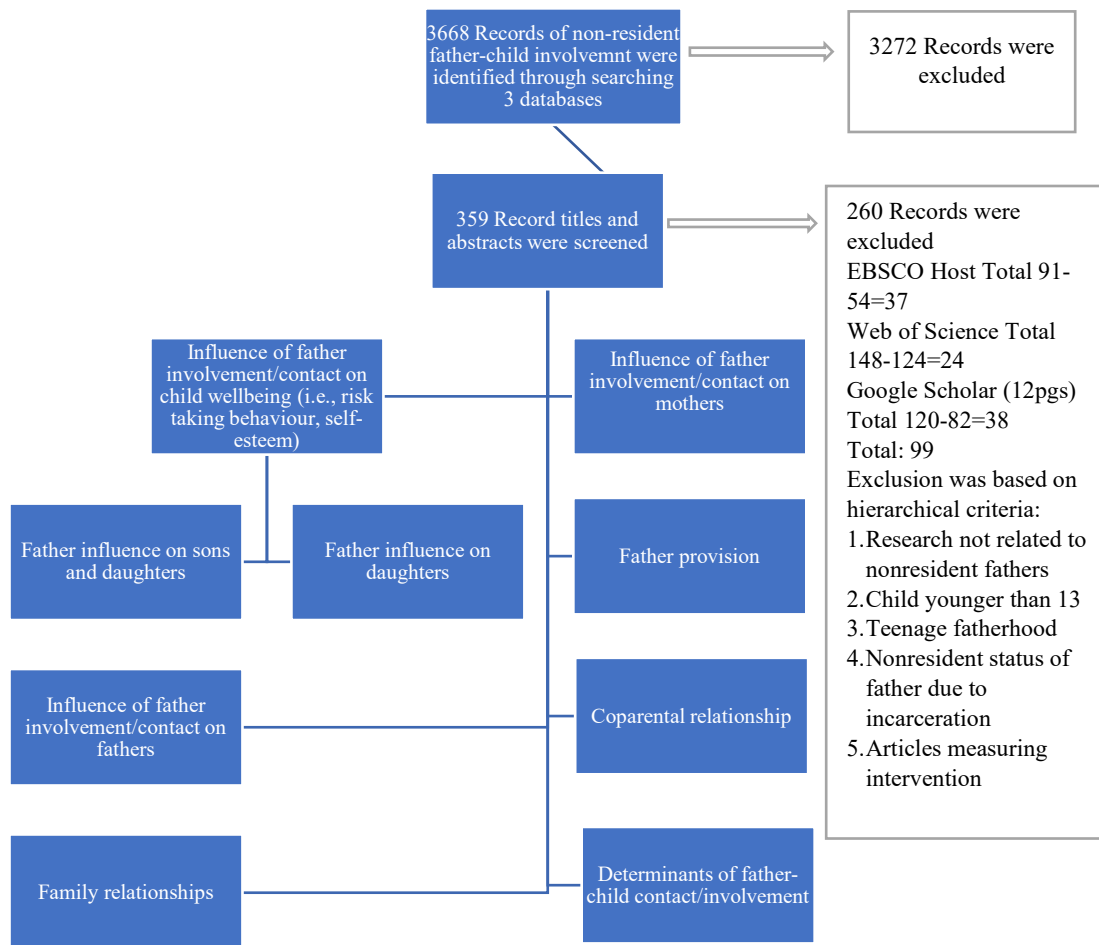 3668 Records of non-resident
father-child involvemnt were
identified through searching
3 databases
3272 Records were
excluded
359 Record titles and
abstracts were screened
260 Records were
excluded
EBSCO Host Total 91-
54=37
Web of Science Total
148-124=24
Google Scholar (12pgs)
Total 120-82=38
Total: 99
Exclusion was based on
hierarchical criteria:
1.Research not related to
nonresident fathers
2.Child younger than 13
3.Teenage fatherhood
4.Nonresident status of
father due to
incarceration
5.Articles measuring
intervention
Influence of father
involvement/contact on
child wellbeing (i.e., risk
taking behaviour, self-
esteem)
Influence of father
involvement/contact on
mothers
Father influence on sons
and daughters
Father influence on
daughters
Father provision
Influence of father
involvement/contact on
fathers
Coparental relationship
Family relationships
Determinants of father-
child contact/involvement